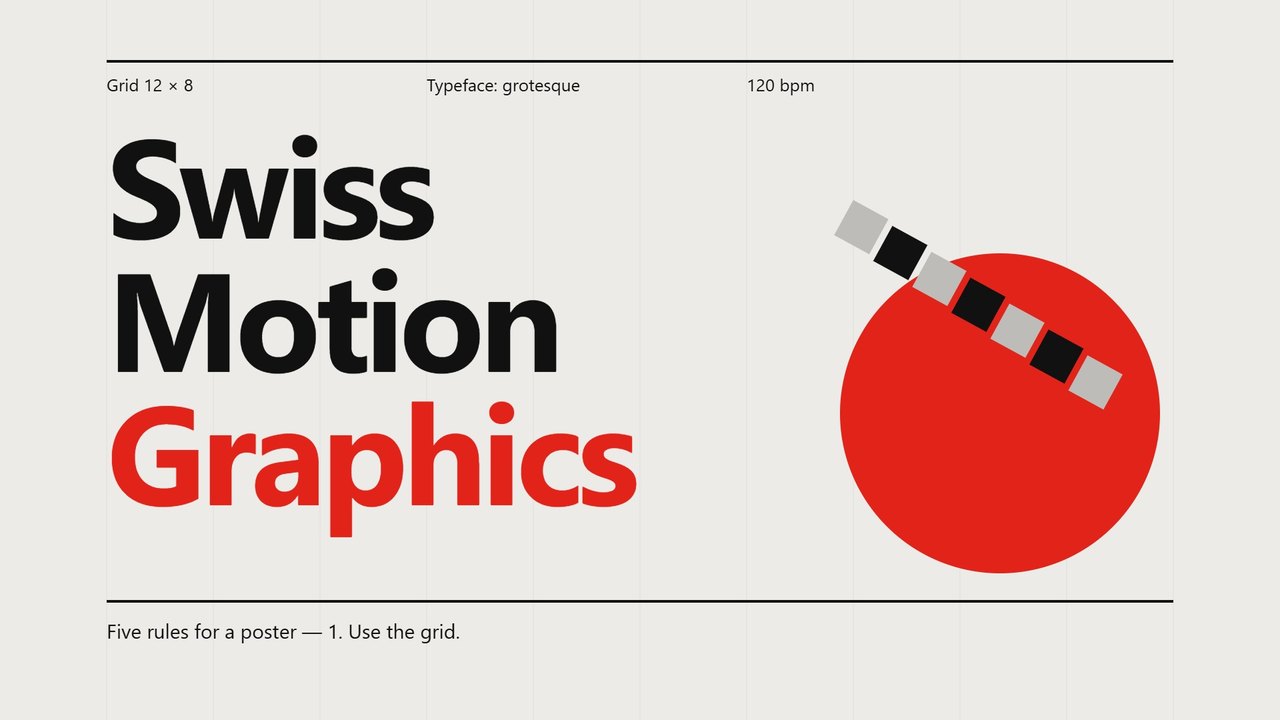 Grid 12 × 8
Typeface: grotesque
120 bpm
Swiss
Motion
Graphics
Five rules for a poster — 1. Use the grid.